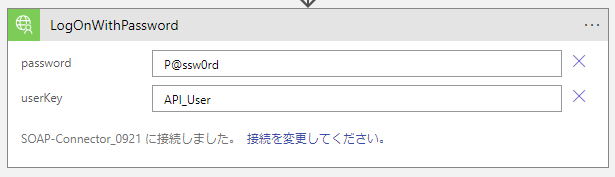 LogOnWithPassword
password P@ssw0rd
userKey API_User
SOAP-Connector_0921 に接続しました。 接続を変更してください。